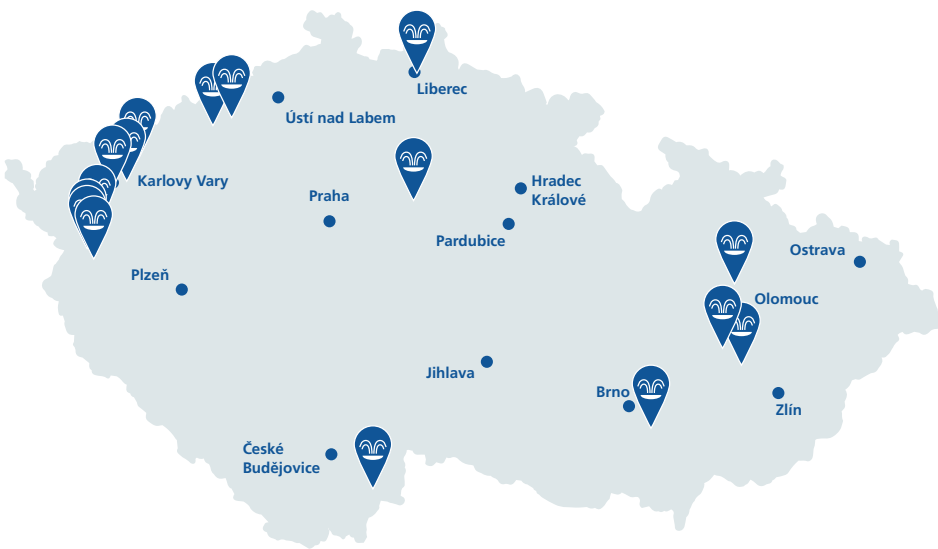 Liberec
Ústí nad Labem
Karlovy Vary
Praha
Hradec
Králové
Pardubice
Ostrava
Plzeň
Olomouc
Jihlava
Brno
Zlín
České
Budějovice